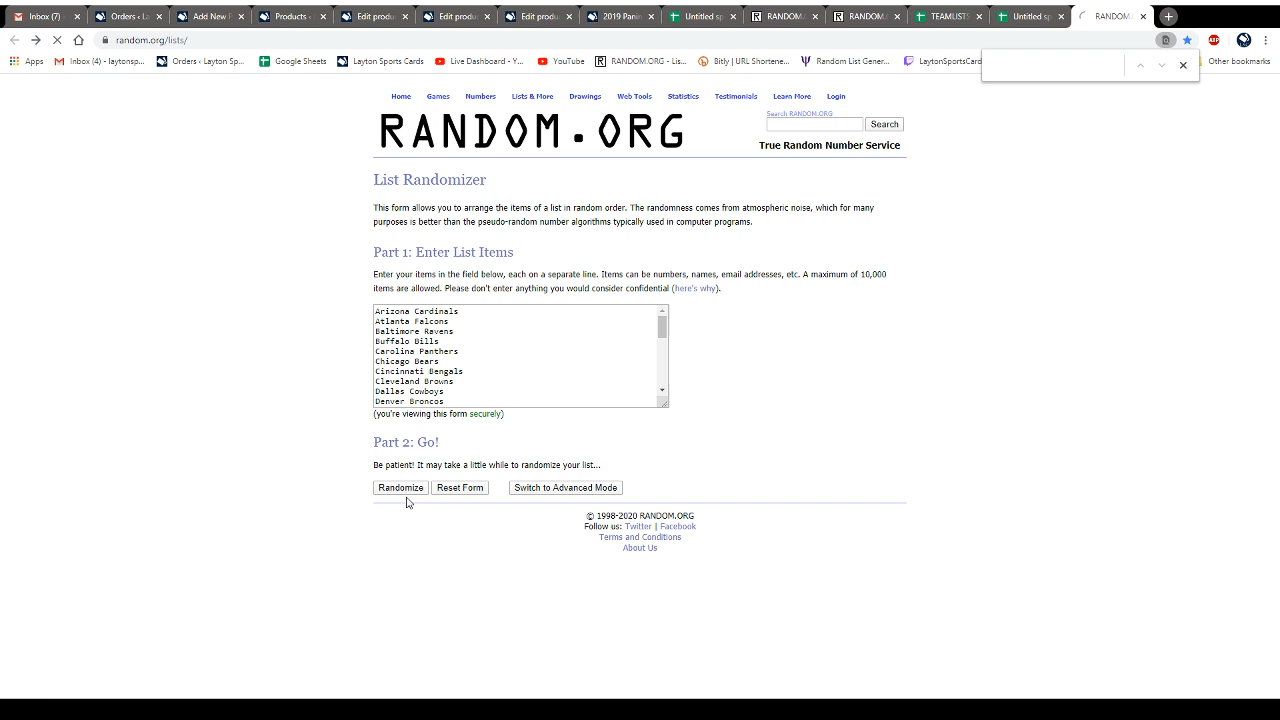 Inbox (7)
Orders ‹ La
Add New P
Products ‹
Edit produ
Edit produ
Edit produ
2019 Panin
Untitled sp
RANDOM.
RANDOM.
TEAMLISTS
Untitled sp
RANDOM.
random.org/lists/
Apps
Inbox (4) - laytonsp...
Orders ‹ Layton Sp...
Google Sheets
Layton Sports Cards
Live Dashboard - Y...
YouTube
RANDOM.ORG - Lis...
Bitly | URL Shortene...
Random List Gener...
LaytonSportsCard
Other bookmarks
Home
Games
Numbers
Lists & More
Drawings
Web Tools
Statistics
Testimonials
Learn More
Login
RANDOM.ORG
Search RANDOM.ORG
Search
True Random Number Service
List Randomizer
This form allows you to arrange the items of a list in random order. The randomness comes from atmospheric noise, which for many
purposes is better than the pseudo-random number algorithms typically used in computer programs.
Part 1: Enter List Items
Enter your items in the field below, each on a separate line. Items can be numbers, names, email addresses, etc. A maximum of 10,000
items are allowed. Please don't enter anything you would consider confidential (here's why).
Arizona Cardinals
Atlanta Falcons
Baltimore Ravens
Buffalo Bills
Carolina Panthers
Chicago Bears
Cincinnati Bengals
Cleveland Browns
Dallas Cowboys
Denver Broncos
(you're viewing this form securely)
Part 2: Go!
Be patient! It may take a little while to randomize your list...
Randomize
Reset Form
Switch to Advanced Mode
© 1998-2020 RANDOM.ORG
Follow us: Twitter | Facebook
Terms and Conditions
About Us